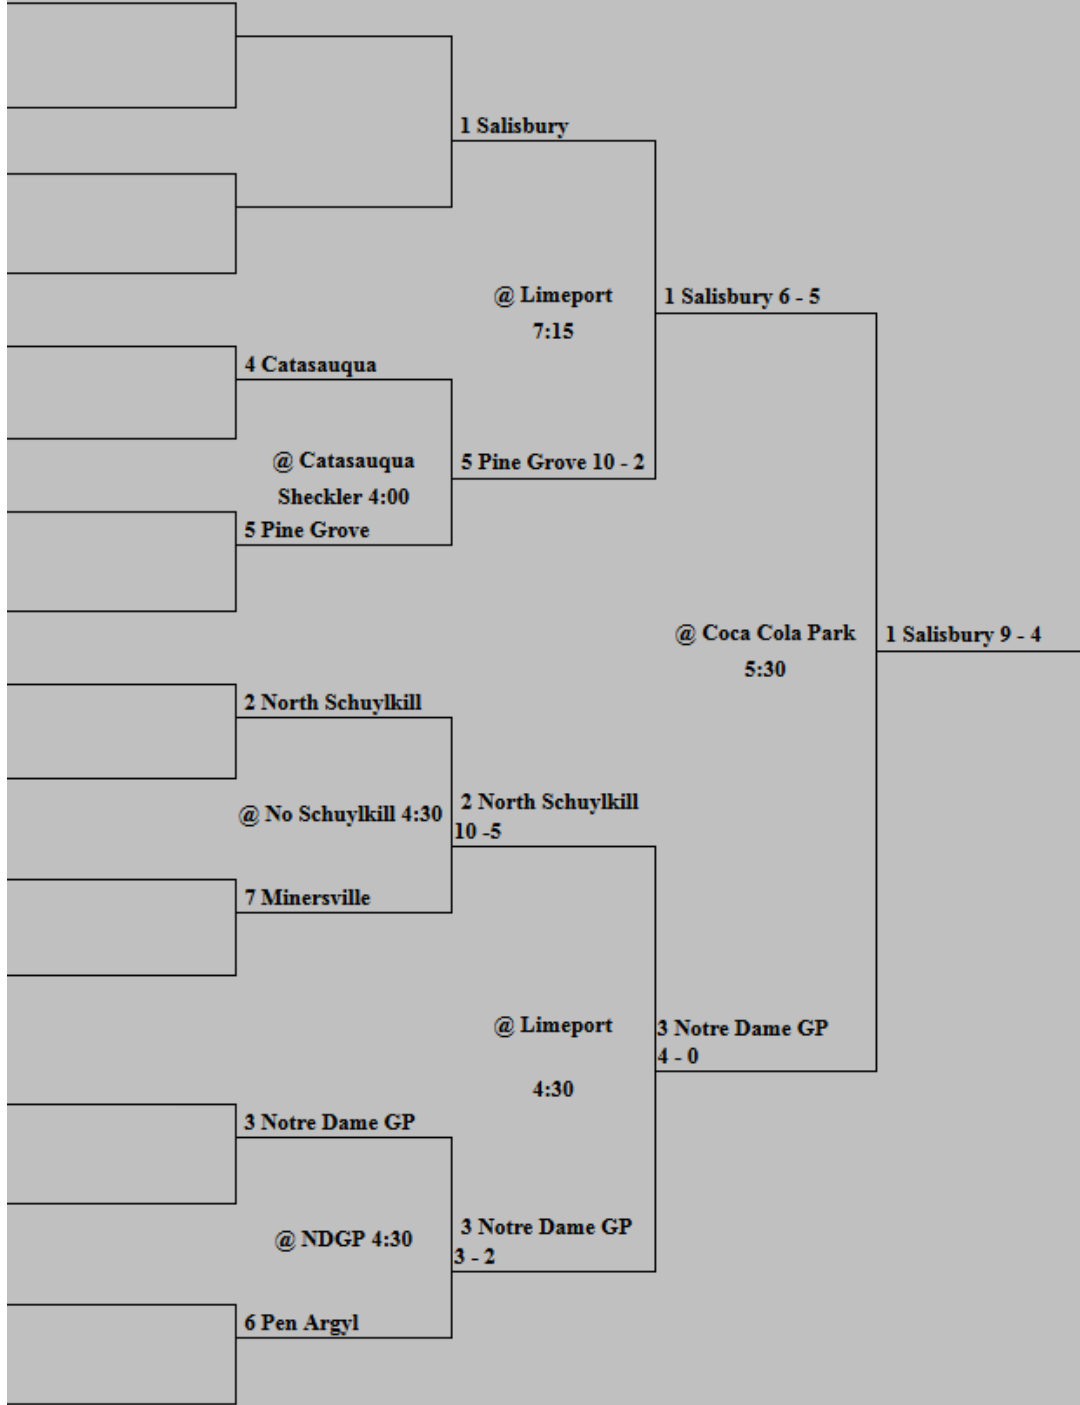 1 Salisbury
@ Limeport
7:15
1 Salisbury 6 - 5
4 Catasauqua
@ Catasauqua
Sheckler 4:00
5 Pine Grove 10 - 2
5 Pine Grove
@ Coca Cola Park
5:30
1 Salisbury 9 - 4
2 North Schuylkill
@ No Schuylkill 4:30
2 North Schuylkill
10 -5
7 Minersville
@ Limeport
4:30
3 Notre Dame GP
4 - 0
3 Notre Dame GP
@ NDGP 4:30
3 Notre Dame GP
3 - 2
6 Pen Argyl